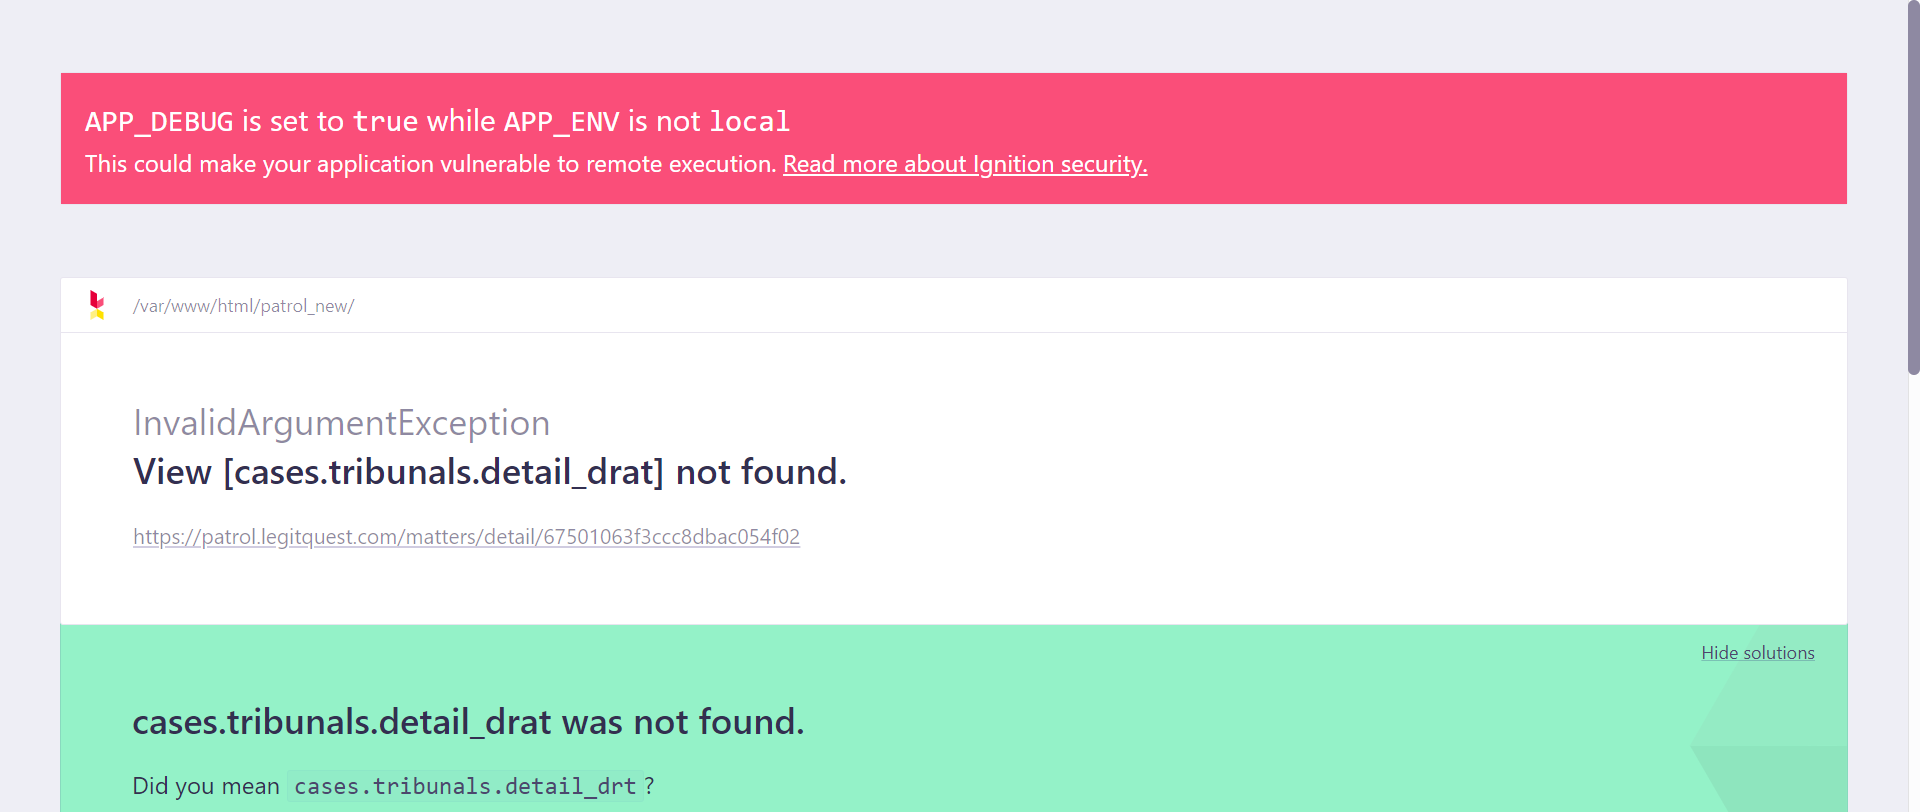 APP_DEBUG is set to true while APP_ENV is not local
This could make your application vulnerable to remote execution. Read more about Ignition security.
/var/www/html/patrol_new/
InvalidArgumentException
View [cases.tribunals.detail_drat] not found.
https://patrol.legitquest.com/matters/detail/67501063f3ccc8dbac054f02
Hide solutions
cases.tribunals.detail_drat was not found.
Did you mean cases.tribunals.detail_drt?